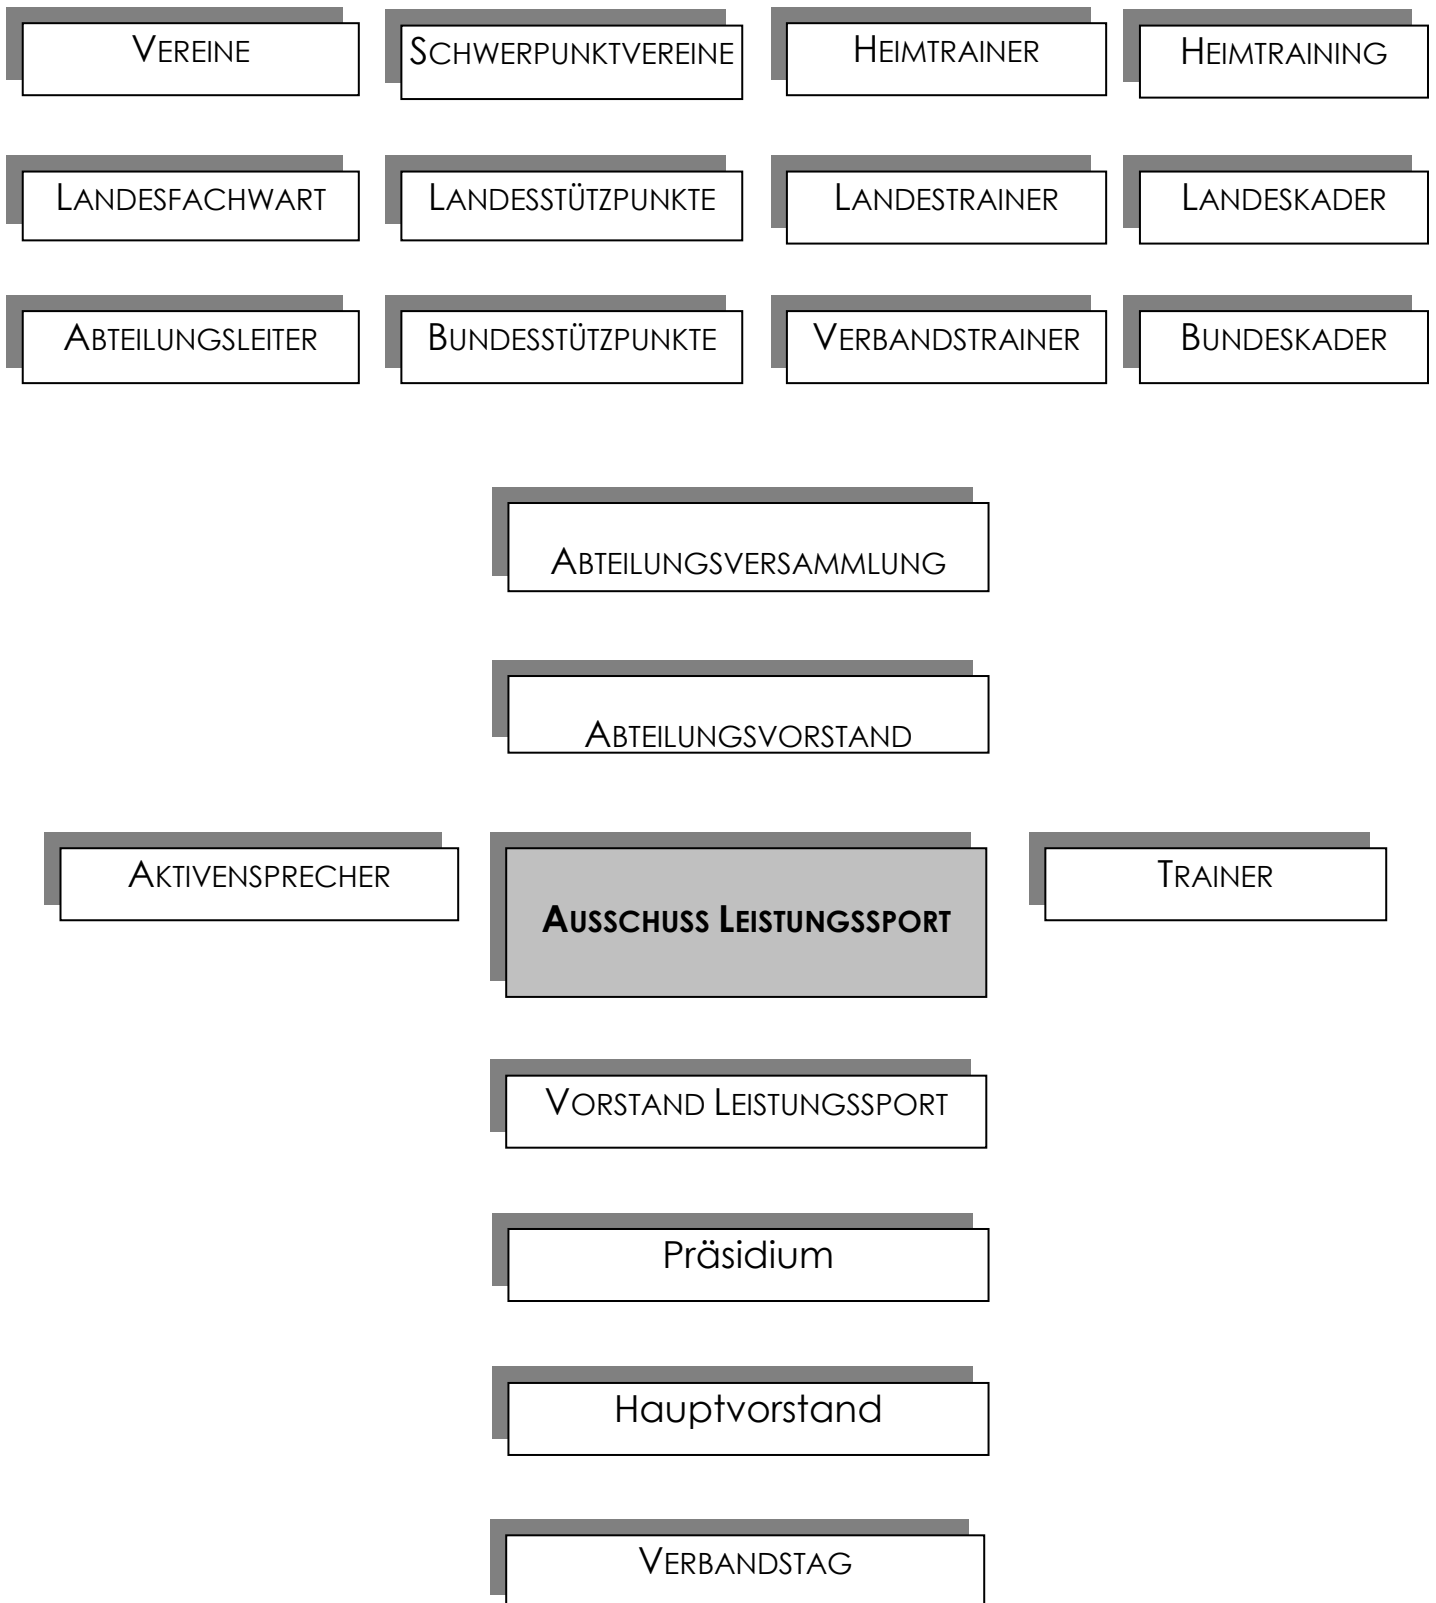 VEREINE
SCHWERPUNKTVEREINE
HEIMTRAINER
HEIMTRAINING
LANDESFACHWART
LANDESSTÜTZPUNKTE
LANDESTRAINER
LANDESKADER
ABTEILUNGSLEITER
BUNDESSTÜTZPUNKTE
VERBANDSTRAINER
BUNDESKADER
ABTEILUNGSVERSAMMLUNG
ABTEILUNGSVORSTAND
AKTIVENSPRECHER
AUSSCHUSS LEISTUNGSSPORT
TRAINER
VORSTAND LEISTUNGSSPORT
Präsidium
Hauptvorstand
VERBANDSTAG